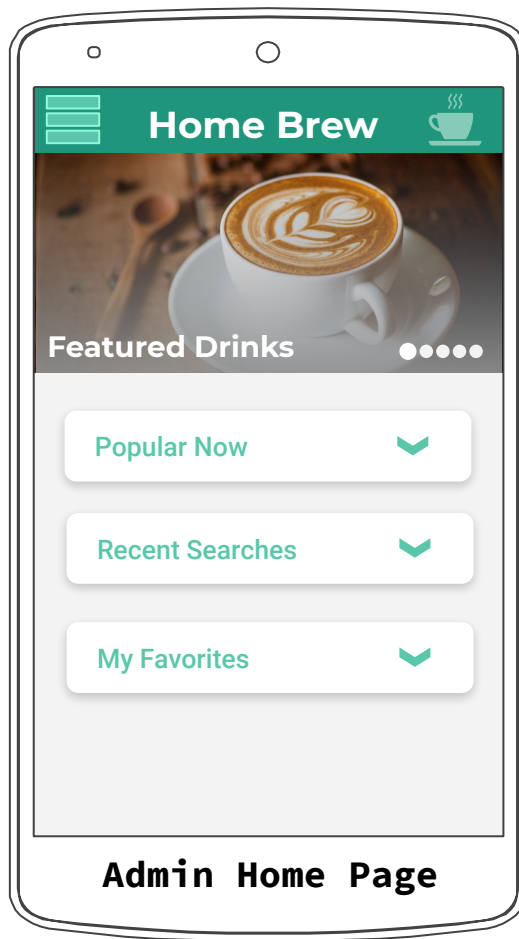 Home Brew
Featured Drinks
Popular Now
Recent Searches
My Favorites
Admin Home Page